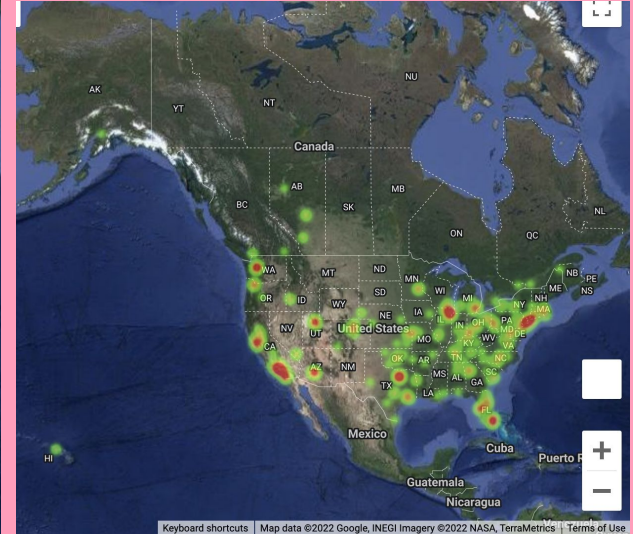 NU
AK
NT
YT
Canada
AB
MB
BC
SK
NL
ON
QC
NB
PE
WA
MT
ND
MN
ME
NS
OR
ID
SD
WI
MI
NY
NH
WY
IA
MA
NV
UT
NE
IL
IN
OH
PA
MD
DE
United States
MO
KY
WV
VA
CA
AZ
NM
OK
AR
TN
NC
TX
MS
AL
SC
GA
LA
FL
Mexico
Cuba
HI
Puerto R
Guatemala
Nicaragua
Venezuela
Keyboard shortcuts
Map data ©2022 Google, INEGI Imagery ©2022 NASA, TerraMetrics
Terms of Use